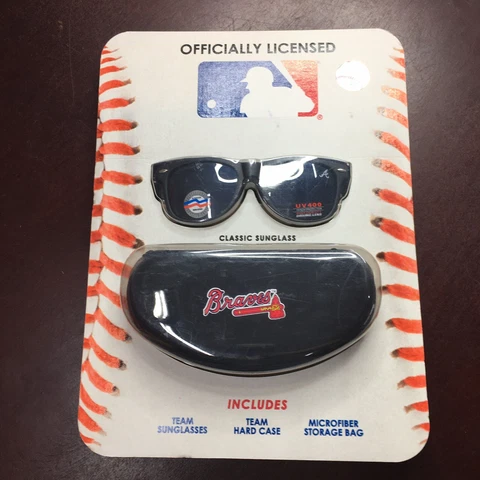 OFFICIALLY LICENSED
A
UV400
CLASSIC SUNGLASS
Braves
INCLUDES
TEAM
SUNGLASSES
TEAM
HARD CASE
MICROFIBER
STORAGE BAG